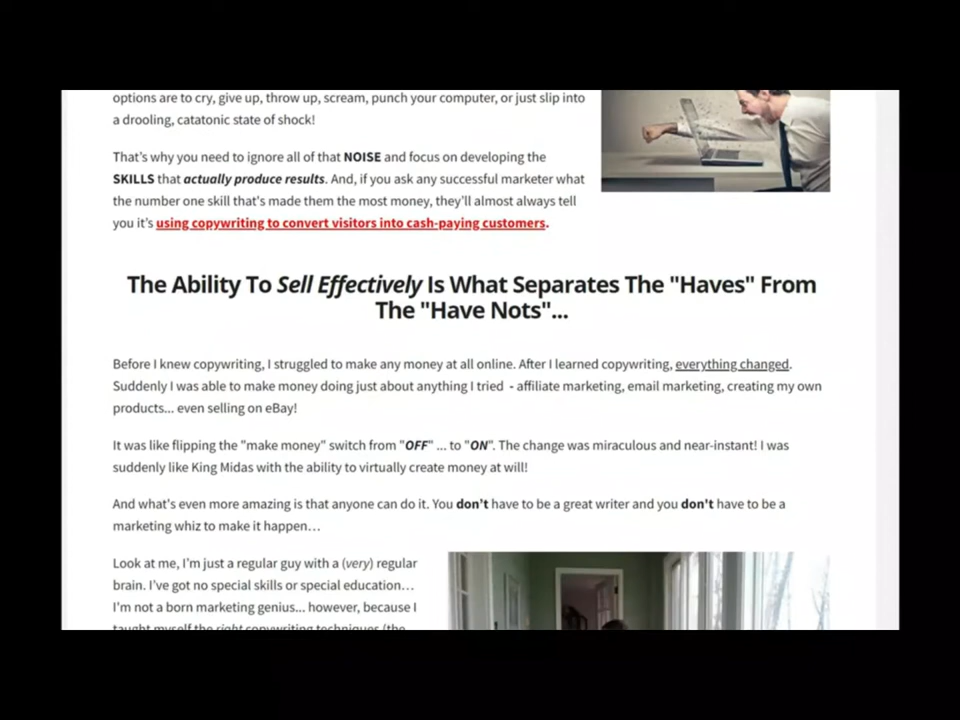 options are to cry, give up, throw up, scream, punch your computer, or just slip into
a drooling, catatonic state of shock!
That's why you need to ignore all of that NOISE and focus on developing the
SKILLS that actually produce results. And, if you ask any successful marketer what
the number one skill that's made them the most money, they'll almost always tell
you it's using copywriting to convert visitors into cash-paying customers.
The Ability To Sell Effectively Is What Separates The "Haves" From
The "Have Nots"...
Before I knew copywriting, I struggled to make any money at all online. After I learned copywriting, everything changed.
Suddenly I was able to make money doing just about anything I tried - affiliate marketing, email marketing, creating my own
products... even selling on eBay!
It was like flipping the "make money" switch from "OFF" ... to "ON". The change was miraculous and near-instant! I was
suddenly like King Midas with the ability to virtually create money at will!
And what's even more amazing is that anyone can do it. You don't have to be a great writer and you don't have to be a
marketing whiz to make it happen…
Look at me, I'm just a regular guy with a (very) regular
brain. I've got no special skills or special education…
I'm not a born marketing genius... however, because I
taught myself the right copywriting techniques (the